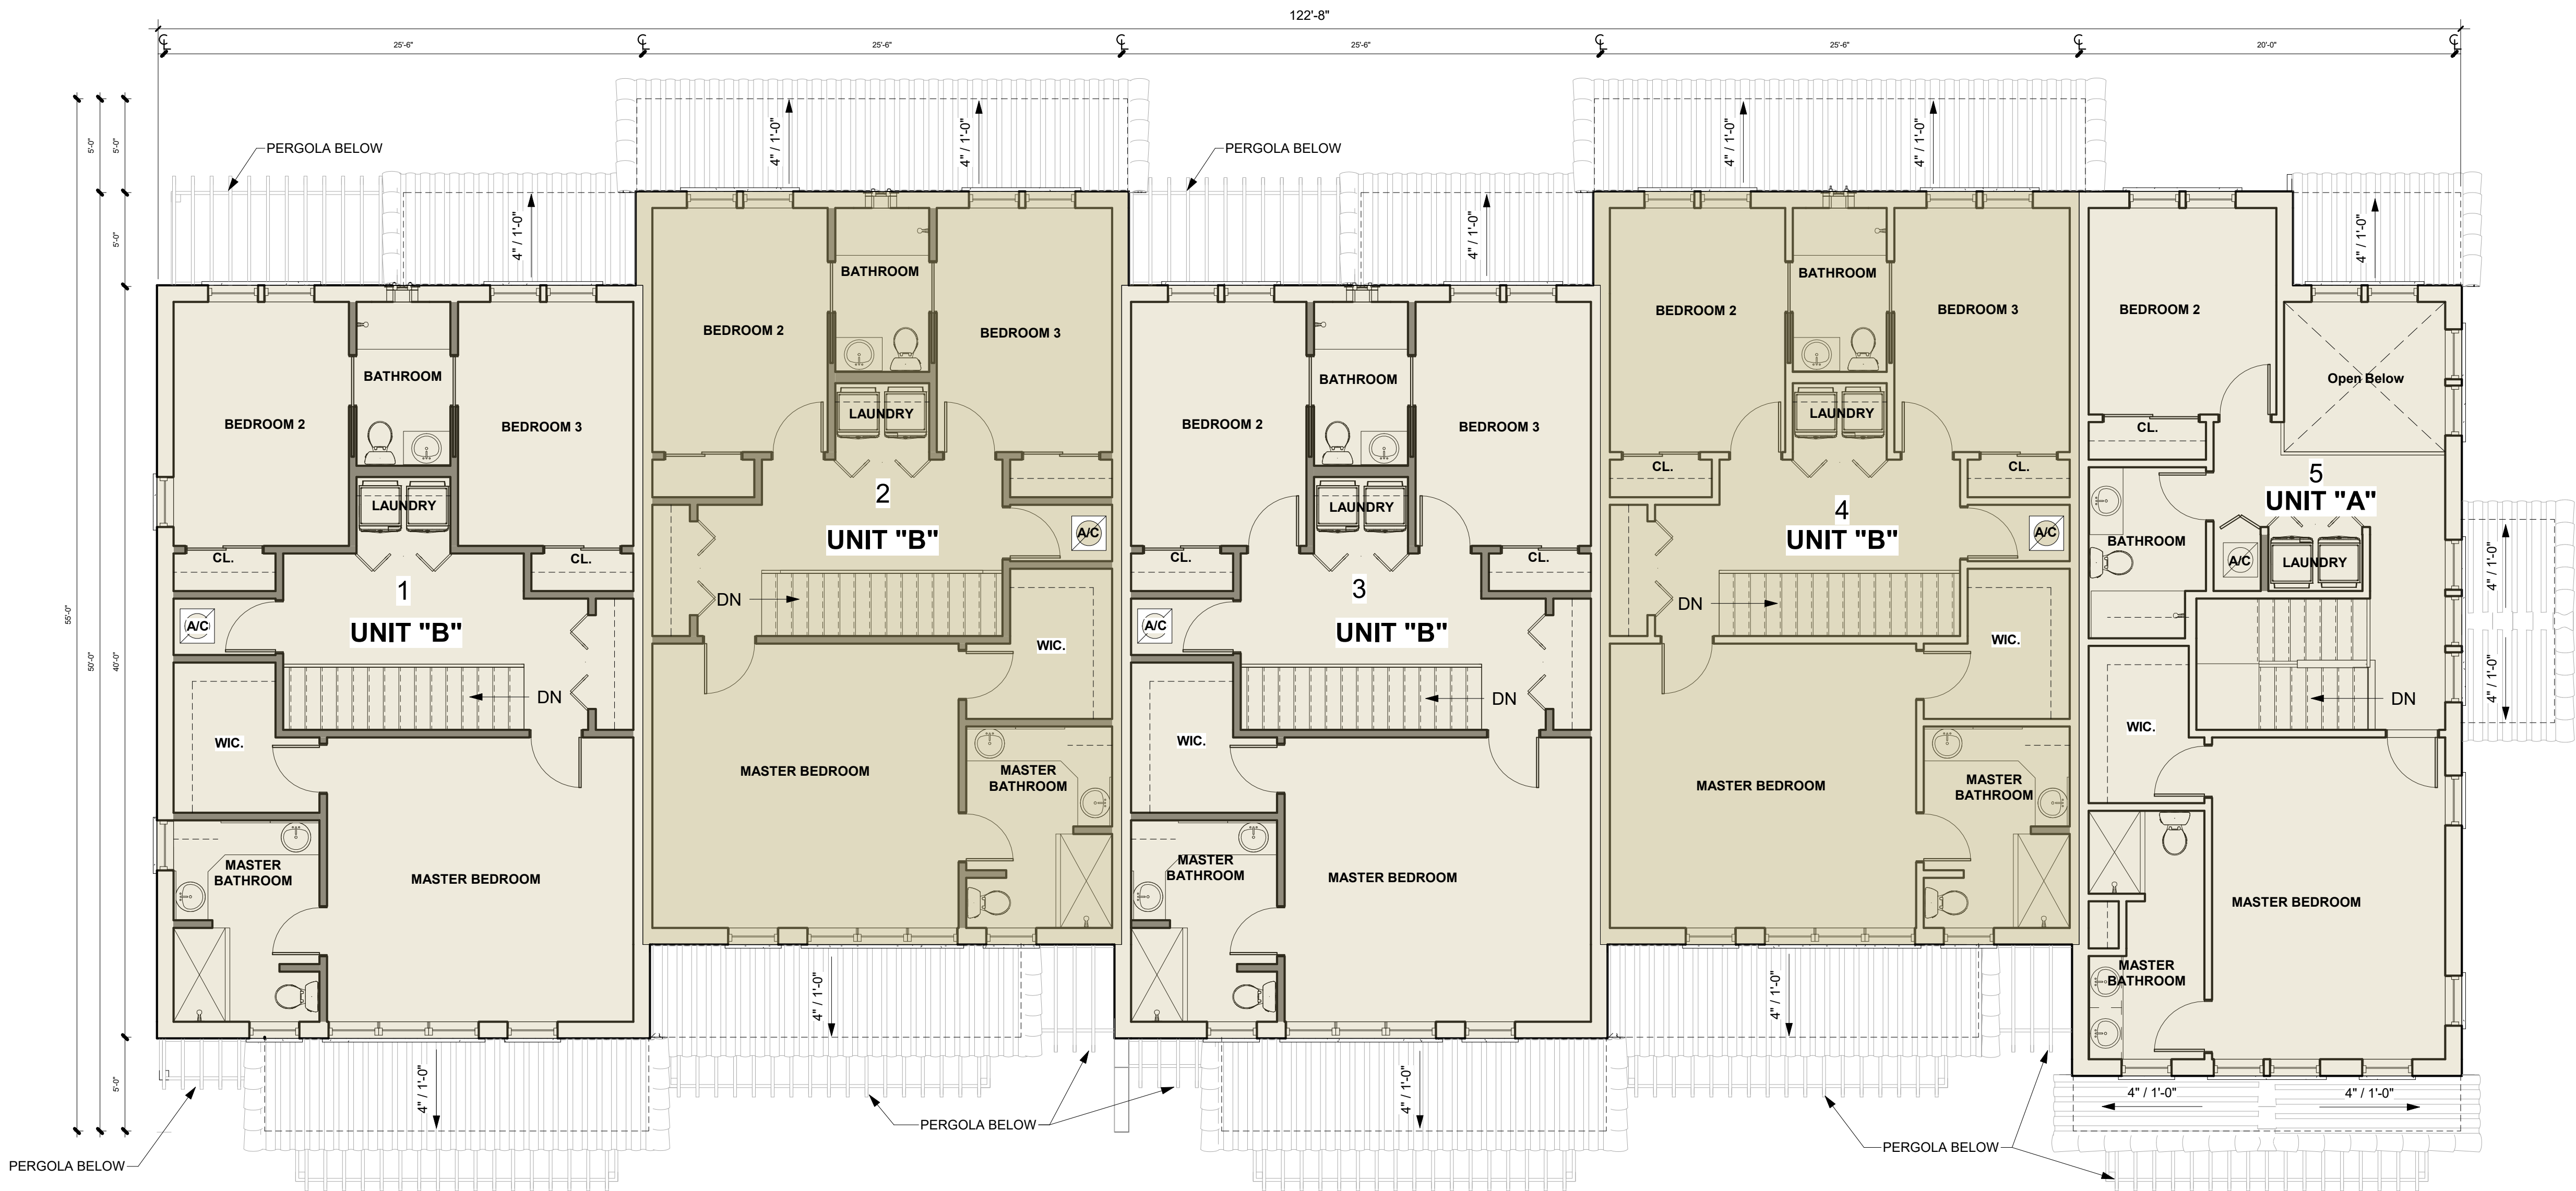 122'-8"
℄ ℄ ℄ ℄ ℄ ℄
25'-6" 25'-6" 25'-6" 25'-6" 20'-0"
5'-0" 5'-0"
PERGOLA BELOW
4" / 1'-0" 4" / 1'-0"
PERGOLA BELOW
4" / 1'-0" 4" / 1'-0"
5'-0"
4" / 1'-0"
4" / 1'-0"
4" / 1'-0"
55'-0"
50'-0"
40'-0"
5'-0"
BEDROOM 2
BATHROOM
BEDROOM 3
LAUNDRY
CL.
CL.
1
UNIT "B"
A/C
DN
WIC.
MASTER
BATHROOM
MASTER BEDROOM
BEDROOM 2
BATHROOM
BEDROOM 3
LAUNDRY
2
UNIT "B"
A/C
DN
WIC.
MASTER BEDROOM
MASTER
BATHROOM
BEDROOM 2
BATHROOM
BEDROOM 3
LAUNDRY
CL.
CL.
3
UNIT "B"
A/C
DN
WIC.
MASTER
BATHROOM
MASTER BEDROOM
BEDROOM 2
BATHROOM
BEDROOM 3
LAUNDRY
CL.
CL.
4
UNIT "B"
A/C
DN
WIC.
MASTER BEDROOM
MASTER
BATHROOM
BEDROOM 2
Open Below
CL.
5
UNIT "A"
BATHROOM
A/C
LAUNDRY
DN
WIC.
MASTER BEDROOM
MASTER
BATHROOM
4" / 1'-0"
4" / 1'-0"
4" / 1'-0"
4" / 1'-0"
4" / 1'-0"
4" / 1'-0"
4" / 1'-0" 4" / 1'-0"
PERGOLA BELOW
PERGOLA BELOW
PERGOLA BELOW